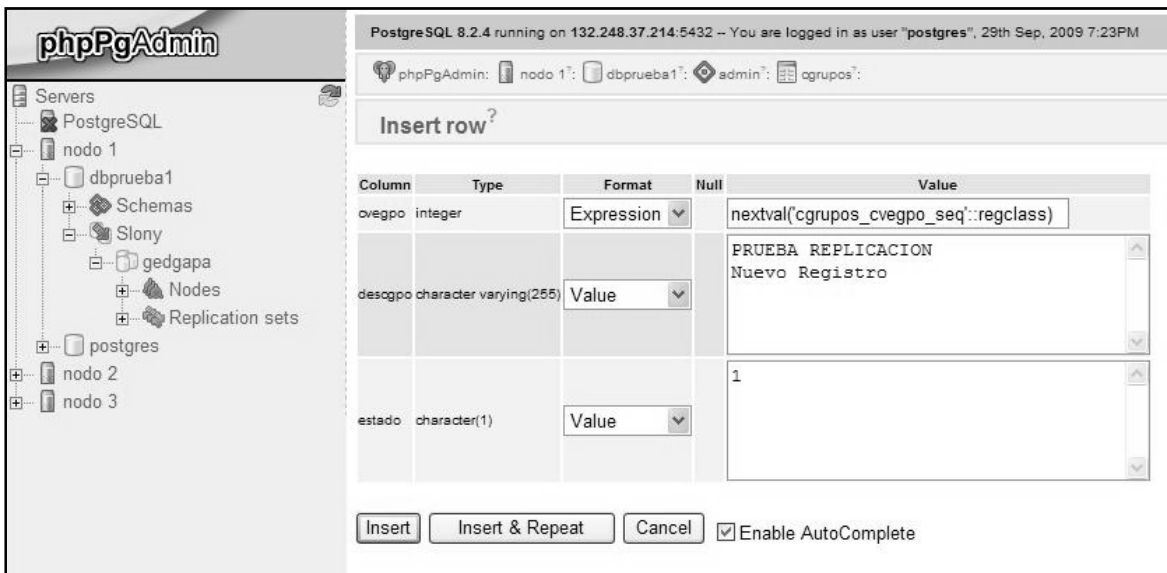 phpPgAdmin
Servers
PostgreSQL
nodo 1
dbprueba1
Schemas
Slony
gedgapa
Nodes
Replication sets
postgres
nodo 2
nodo 3
PostgreSQL 8.2.4 running on 132.248.37.214:5432 -- You are logged in as user "postgres", 29th Sep, 2009 7:23PM
phpPgAdmin: nodo 1?: dbprueba1?: admin?: cgrupos?:
Insert row?
Column Type Format Null Value
cvegpo integer Expression nextval('cgrupos_cvegpo_seq'::regclass)
descgpo character varying(255) Value PRUEBA REPLICACION
Nuevo Registro
estado character(1) Value 1
Insert Insert & Repeat Cancel Enable AutoComplete